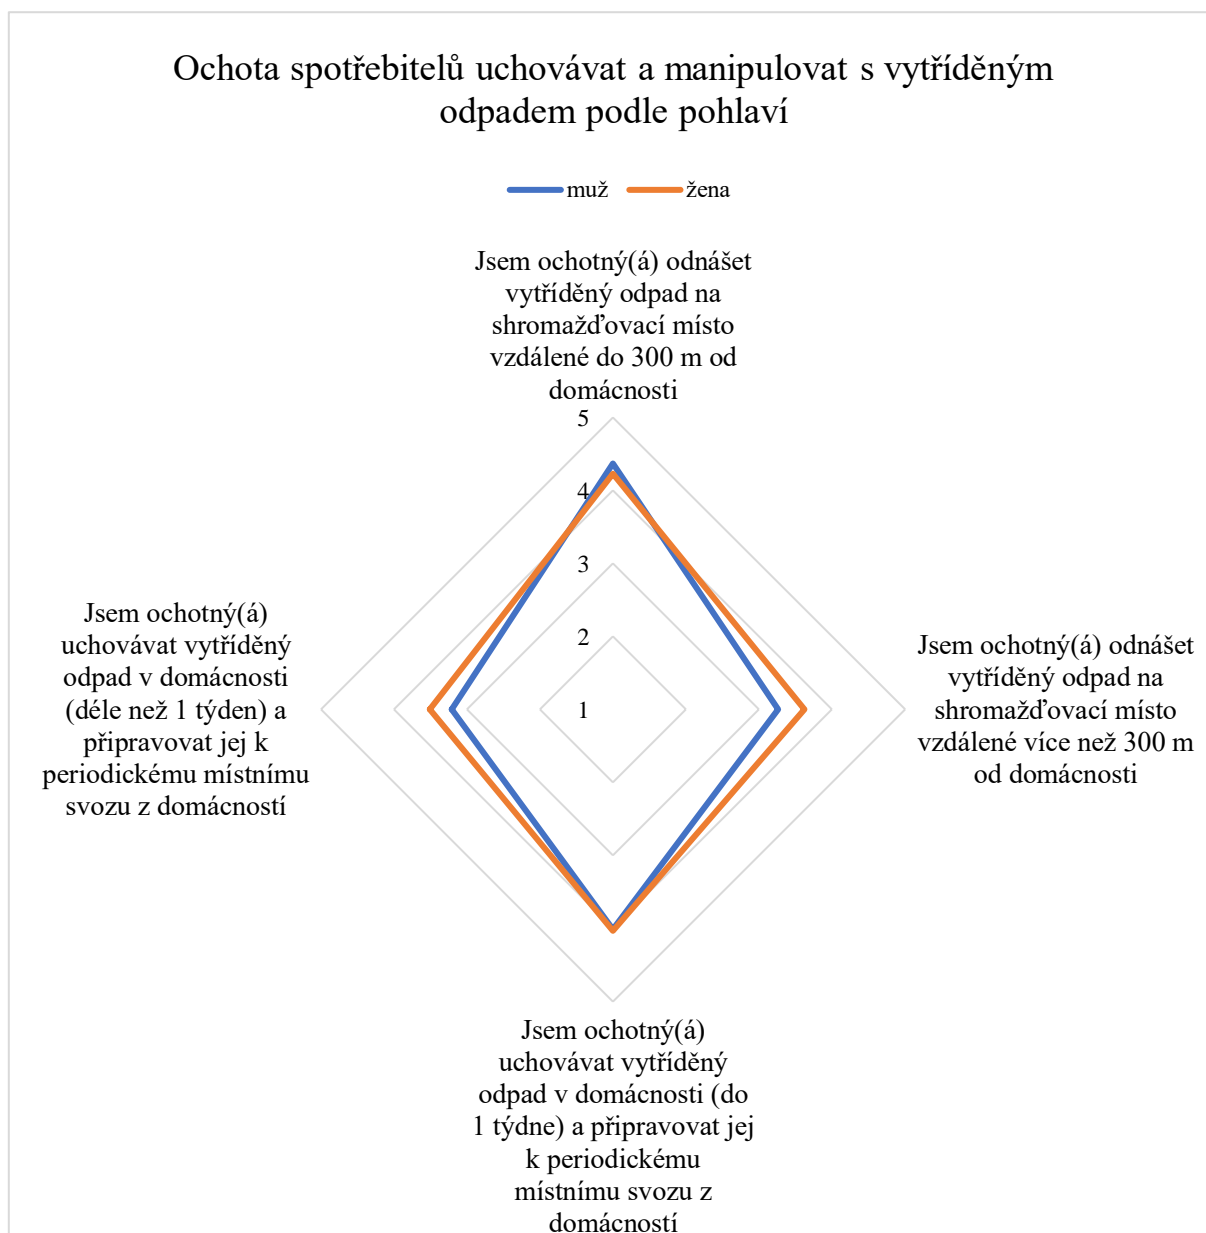 Ochota spotřebitelů uchovávat a manipulovat s vytříděným
odpadem podle pohlaví
muž
žena
Jsem ochotný(á) odnášet
vytříděný odpad na
shromažďovací místo
vzdálené do 300 m od
domácnosti
5
4
3
2
1
Jsem ochotný(á)
uchovávat vytříděný
odpad v domácnosti
(déle než 1 týden) a
připravovat jej k
periodickému místnímu
svozu z domácností
Jsem ochotný(á) odnášet
vytříděný odpad na
shromažďovací místo
vzdálené více než 300 m
od domácnosti
Jsem ochotný(á)
uchovávat vytříděný
odpad v domácnosti (do
1 týdne) a připravovat jej
k periodickému
místnímu svozu z
domácností